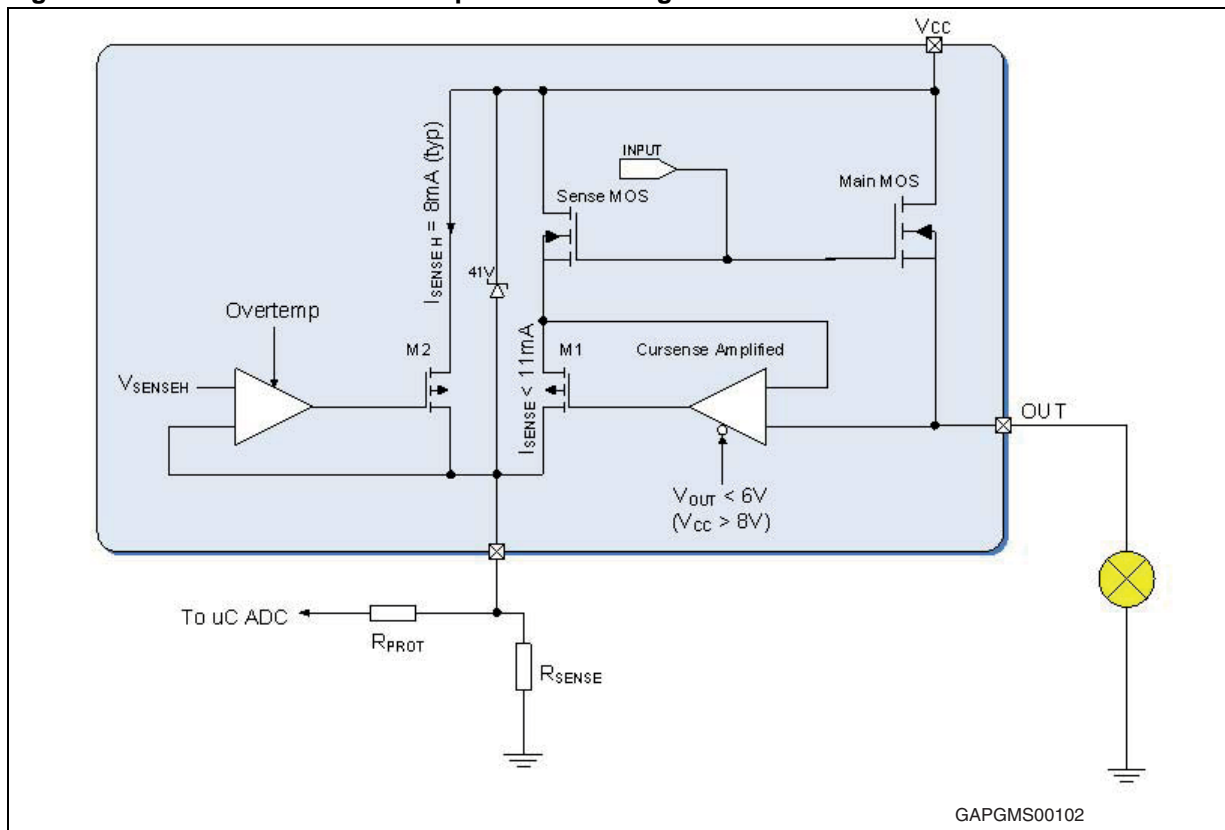 Vcc
INPUT
Main MOS
Sense MOS
ISENSE H = 8mA (typ)
41V
Overtemp
ISENSE < 11mA
M2
M1
Cursense Amplified
VSENSEH
OUT
VOUT < 6V
(VCC > 8V)
To uC ADC
RPROT
RSENSE
GAPGMS00102